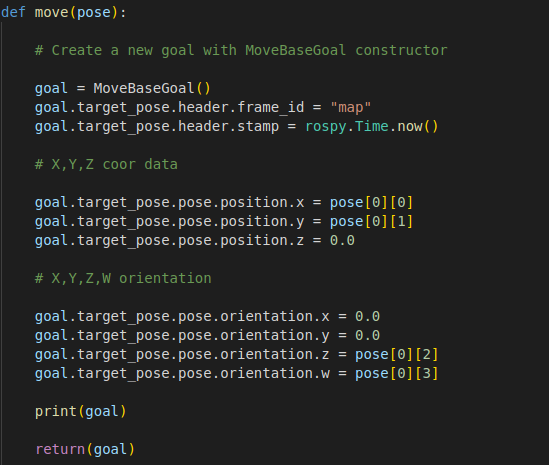 def move(pose):
# Create a new goal with MoveBaseGoal constructor
goal = MoveBaseGoal()
goal.target_pose.header.frame_id = "map"
goal.target_pose.header.stamp = rospy.Time.now()
# X,Y,Z coor data
goal.target_pose.pose.position.x = pose[0][0]
goal.target_pose.pose.position.y = pose[0][1]
goal.target_pose.pose.position.z = 0.0
# X,Y,Z,W orientation
goal.target_pose.pose.orientation.x = 0.0
goal.target_pose.pose.orientation.y = 0.0
goal.target_pose.pose.orientation.z = pose[0][2]
goal.target_pose.pose.orientation.w = pose[0][3]
print(goal)
return(goal)